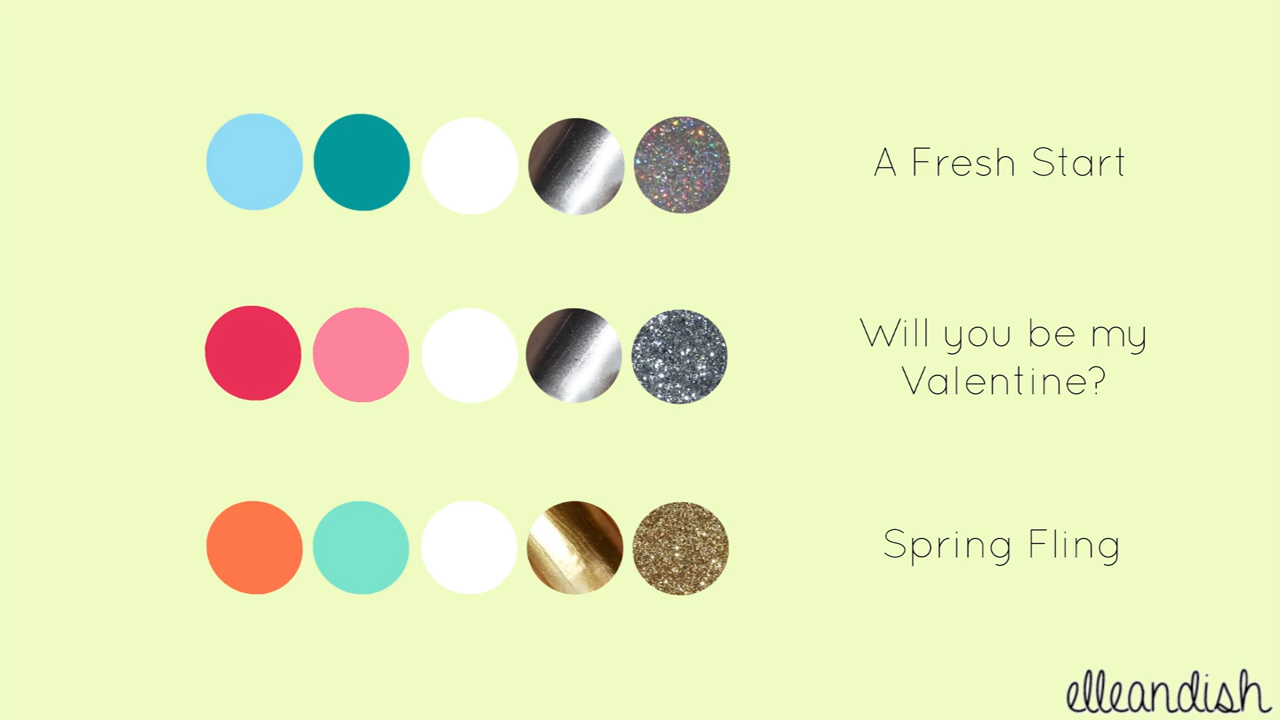 A Fresh Start
Will you be my
Valentine?
Spring Fling
elleandish